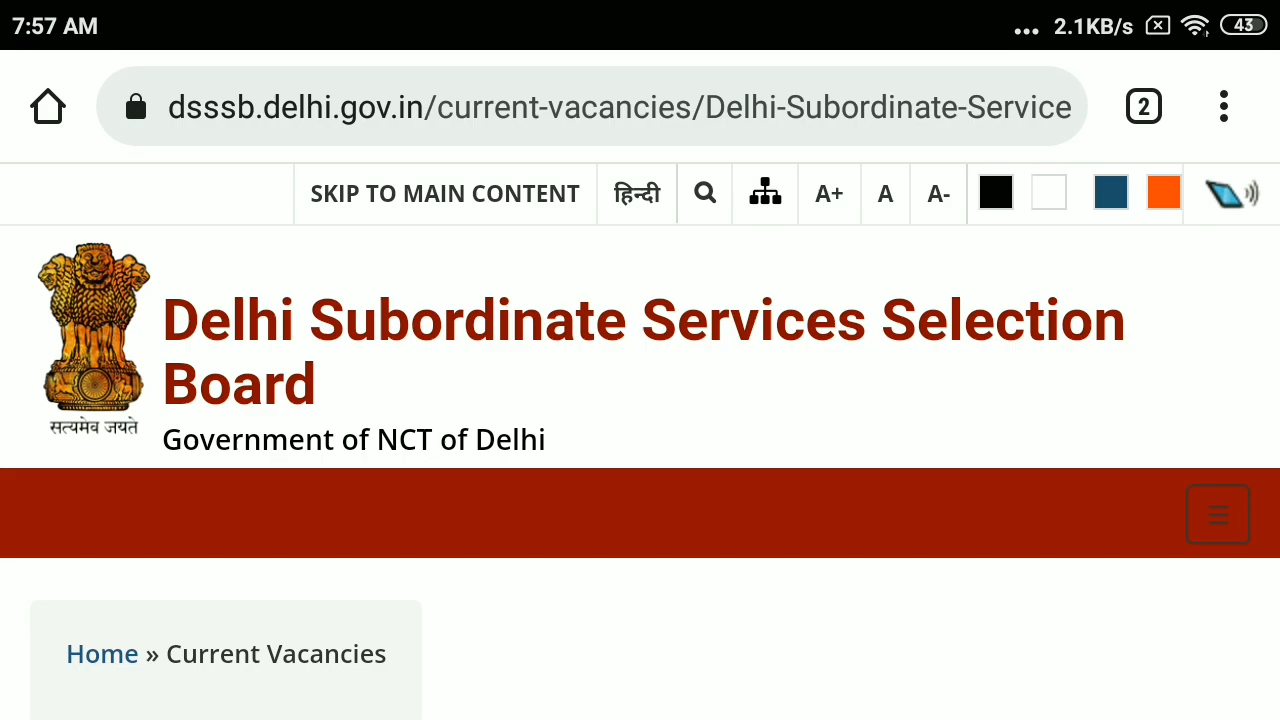 7:57 AM
... 2.1KB/s 43
dsssb.delhi.gov.in/current-vacancies/Delhi-Subordinate-Service
2
SKIP TO MAIN CONTENT हिन्दी A+ A A-
Delhi Subordinate Services Selection
Board
सत्यमेव जयते
Government of NCT of Delhi
Home » Current Vacancies